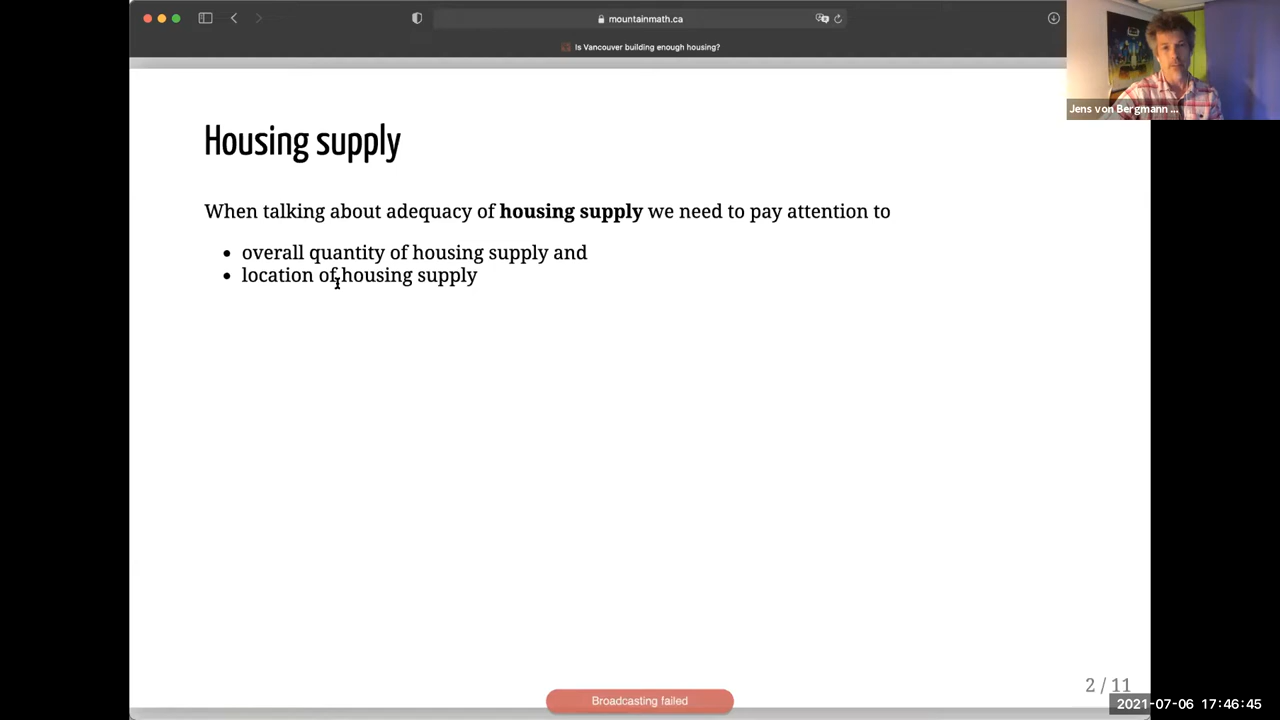 mountainmath.ca
Is Vancouver building enough housing?
Jens von Bergmann ...
Housing supply
When talking about adequacy of housing supply we need to pay attention to
• overall quantity of housing supply and
• location of housing supply
2 / 11
Broadcasting failed
2021-07-06 17:46:45